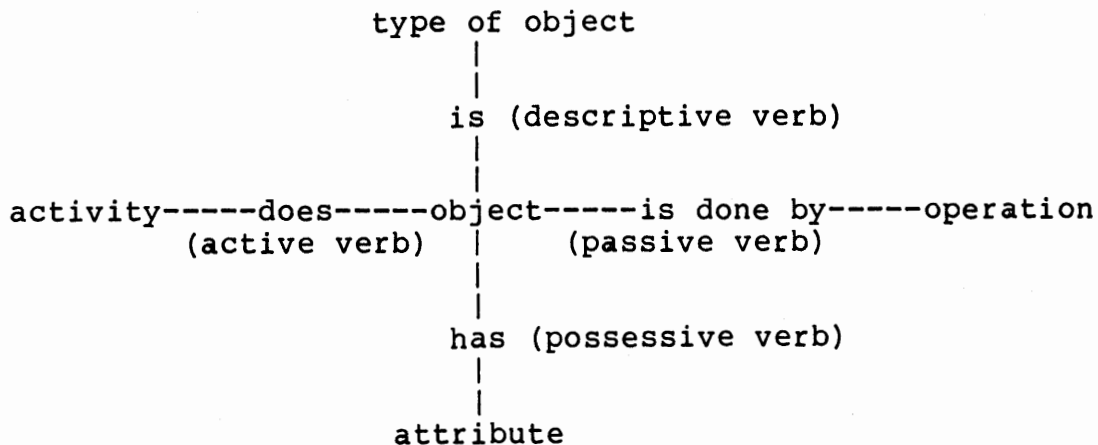 type of object
is (descriptive verb)
activity-----does-----object-----is done by-----operation
(active verb) (passive verb)
has (possessive verb)
attribute